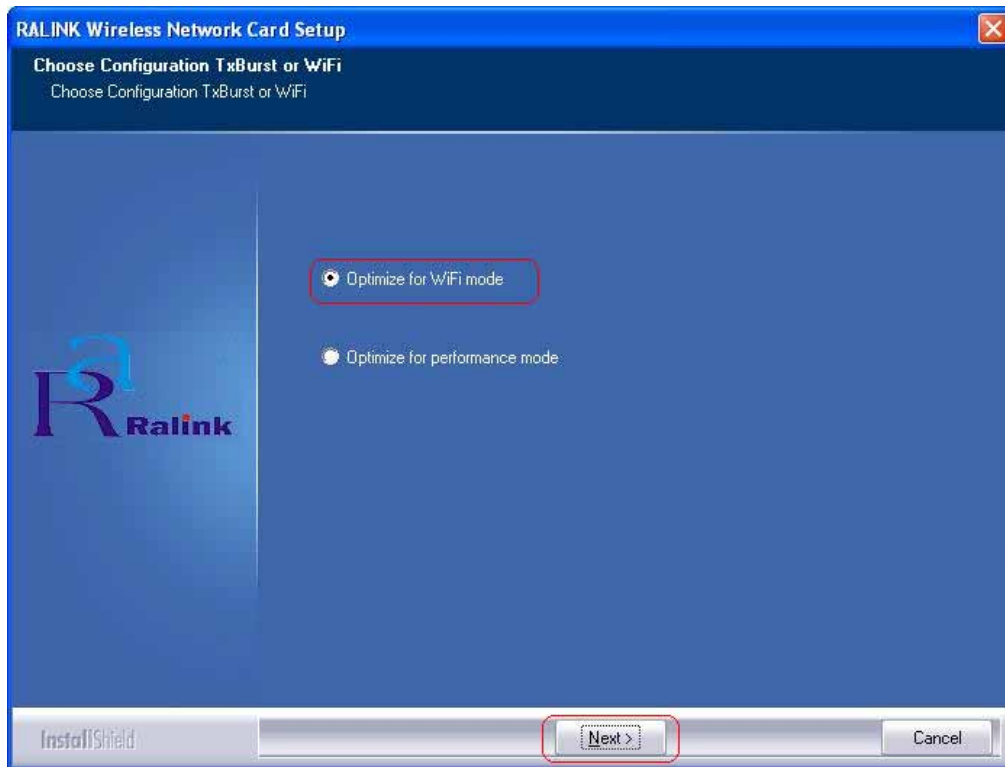 RALINK Wireless Network Card Setup
Choose Configuration TxBurst or WiFi
Choose Configuration TxBurst or WiFi
Optimize for WiFi mode
Optimize for performance mode
Ra
Ralink
InstallShield
Next >
Cancel